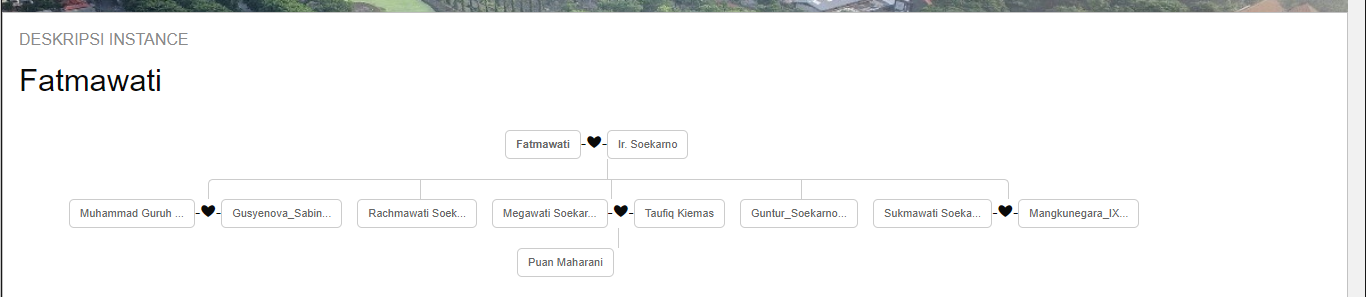 DESKRIPSI INSTANCE
Fatmawati
Fatmawati Ir. Soekarno
Muhammad Guruh ... Gusyenova_Sabin... Rachmawati Soek... Megawati Soekar... Taufiq Kiemas Guntur_Soekarno... Sukmawati Soeka... Mangkunegara_IX...
Puan Maharani